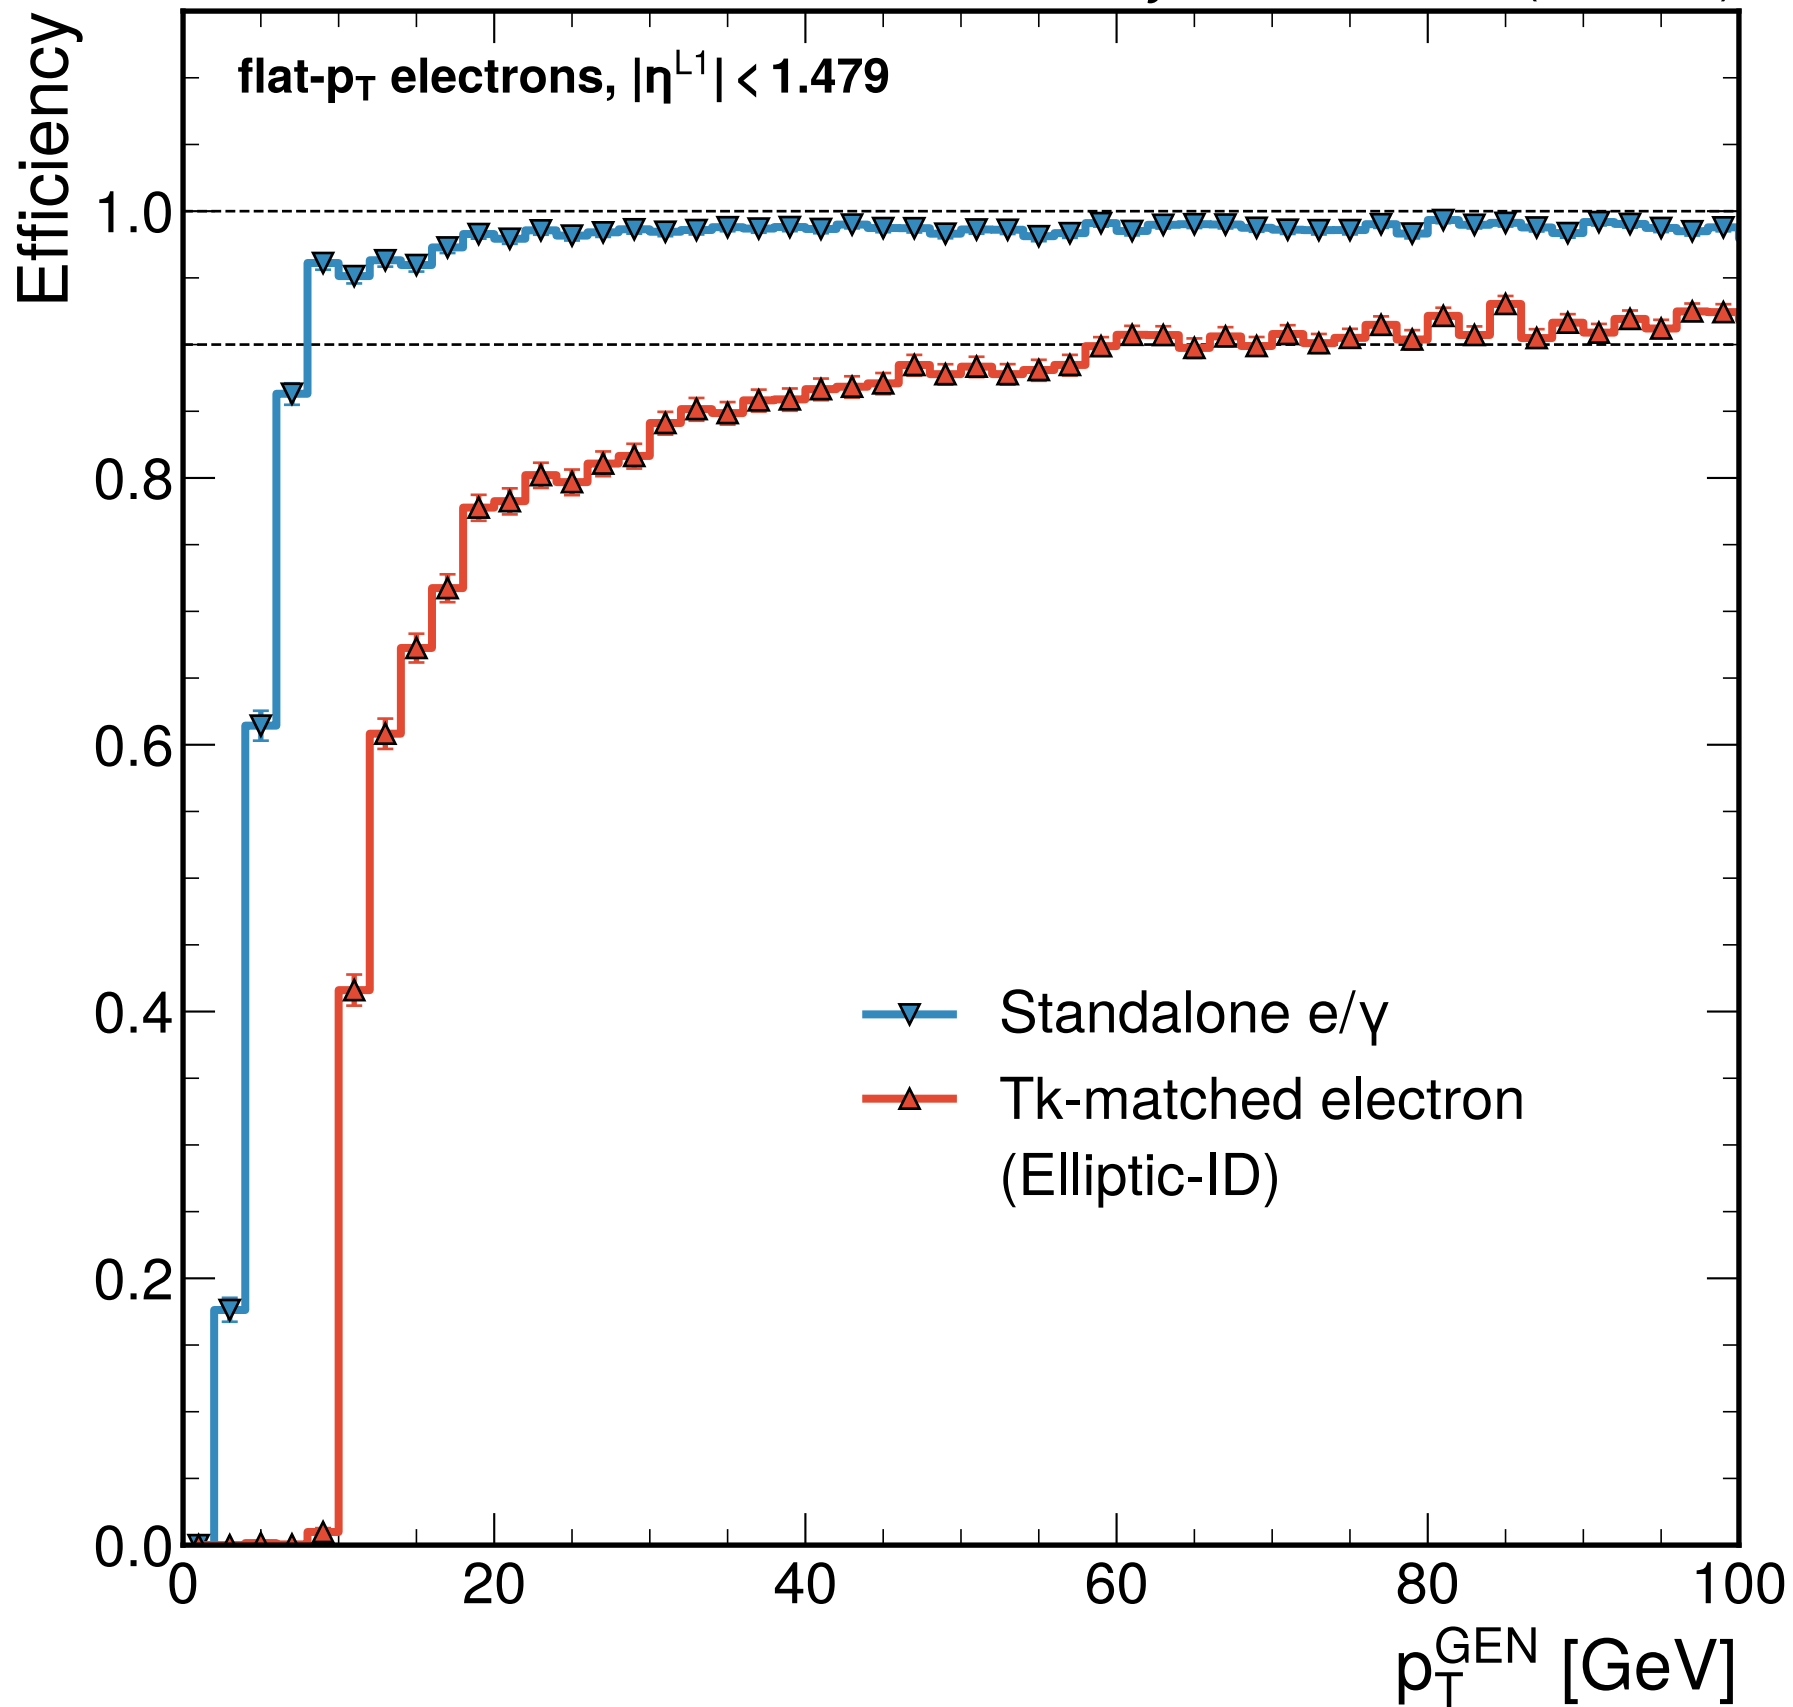 flat-pT electrons, |ηL1| < 1.479
Efficiency
1.0
0.8
0.6
0.4
0.2
0.0
Standalone e/γ
Tk-matched electron
(Elliptic-ID)
0 20 40 60 80 100
pTGEN [GeV]